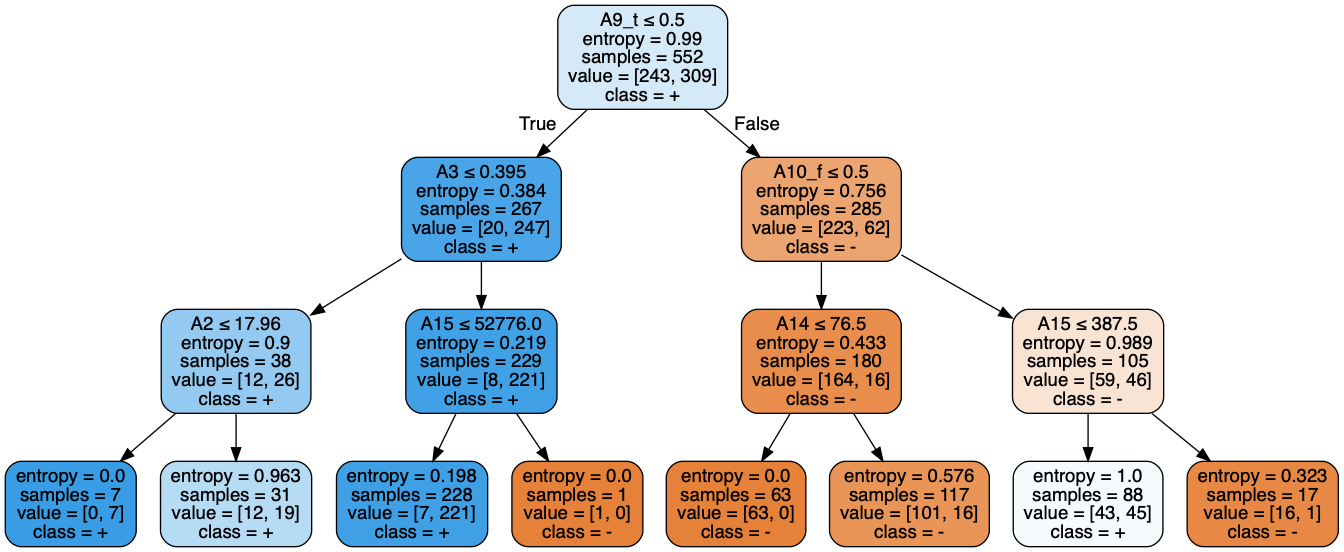 A9_t ≤ 0.5
entropy = 0.99
samples = 552
value = [243, 309]
class = +
True
False
A3 ≤ 0.395
entropy = 0.384
samples = 267
value = [20, 247]
class = +
A10_f ≤ 0.5
entropy = 0.756
samples = 285
value = [223, 62]
class = -
A2 ≤ 17.96
entropy = 0.9
samples = 38
value = [12, 26]
class = +
A15 ≤ 52776.0
entropy = 0.219
samples = 229
value = [8, 221]
class = +
A14 ≤ 76.5
entropy = 0.433
samples = 180
value = [164, 16]
class = -
A15 ≤ 387.5
entropy = 0.989
samples = 105
value = [59, 46]
class = -
entropy = 0.0
samples = 7
value = [0, 7]
class = +
entropy = 0.963
samples = 31
value = [12, 19]
class = +
entropy = 0.198
samples = 228
value = [7, 221]
class = +
entropy = 0.0
samples = 1
value = [1, 0]
class = -
entropy = 0.0
samples = 63
value = [63, 0]
class = -
entropy = 0.576
samples = 117
value = [101, 16]
class = -
entropy = 1.0
samples = 88
value = [43, 45]
class = +
entropy = 0.323
samples = 17
value = [16, 1]
class = -